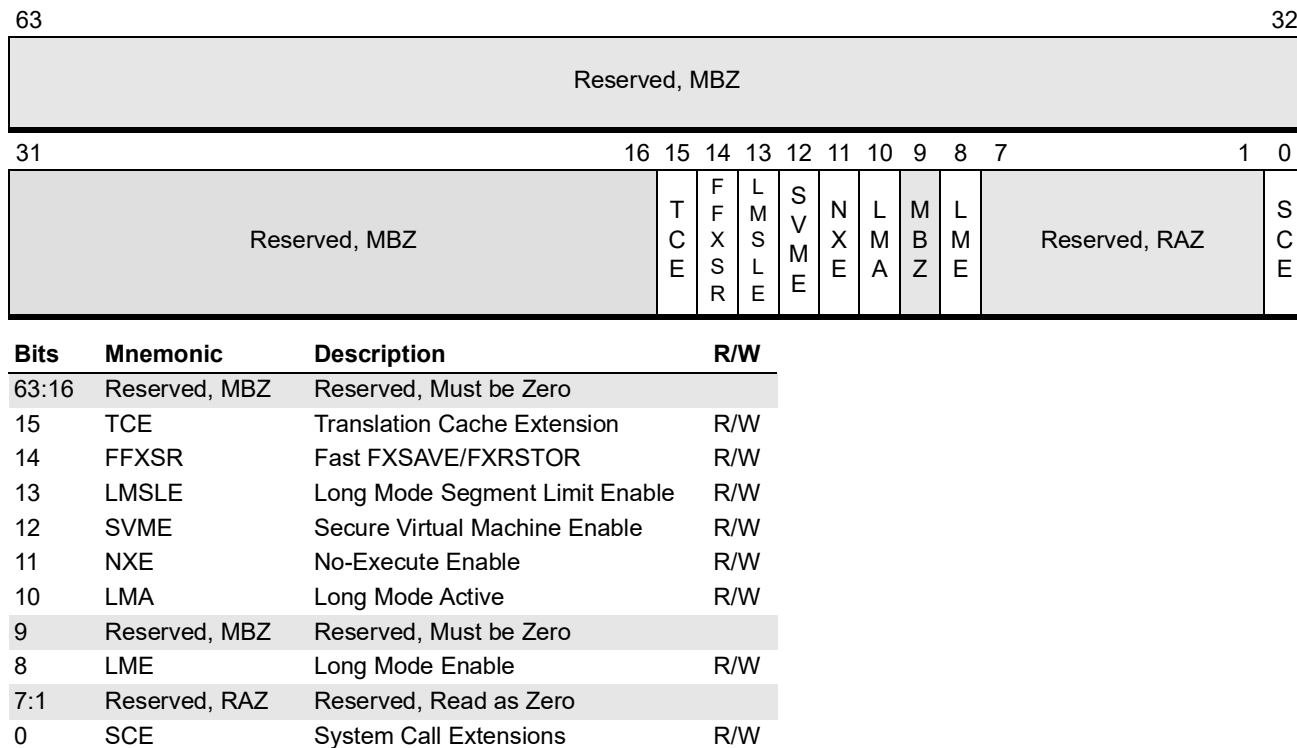 63 32
Reserved, MBZ
31 16 15 14 13 12 11 10 9 8 7 1 0
Reserved, MBZ TCE FFXSR LMSLE SVME NXE LMA MBZ LME Reserved, RAZ SCE
Bits Mnemonic Description R/W
63:16 Reserved, MBZ Reserved, Must be Zero
15 TCE Translation Cache Extension R/W
14 FFXSR Fast FXSAVE/FXRSTOR R/W
13 LMSLE Long Mode Segment Limit Enable R/W
12 SVME Secure Virtual Machine Enable R/W
11 NXE No-Execute Enable R/W
10 LMA Long Mode Active R/W
9 Reserved, MBZ Reserved, Must be Zero
8 LME Long Mode Enable R/W
7:1 Reserved, RAZ Reserved, Read as Zero
0 SCE System Call Extensions R/W